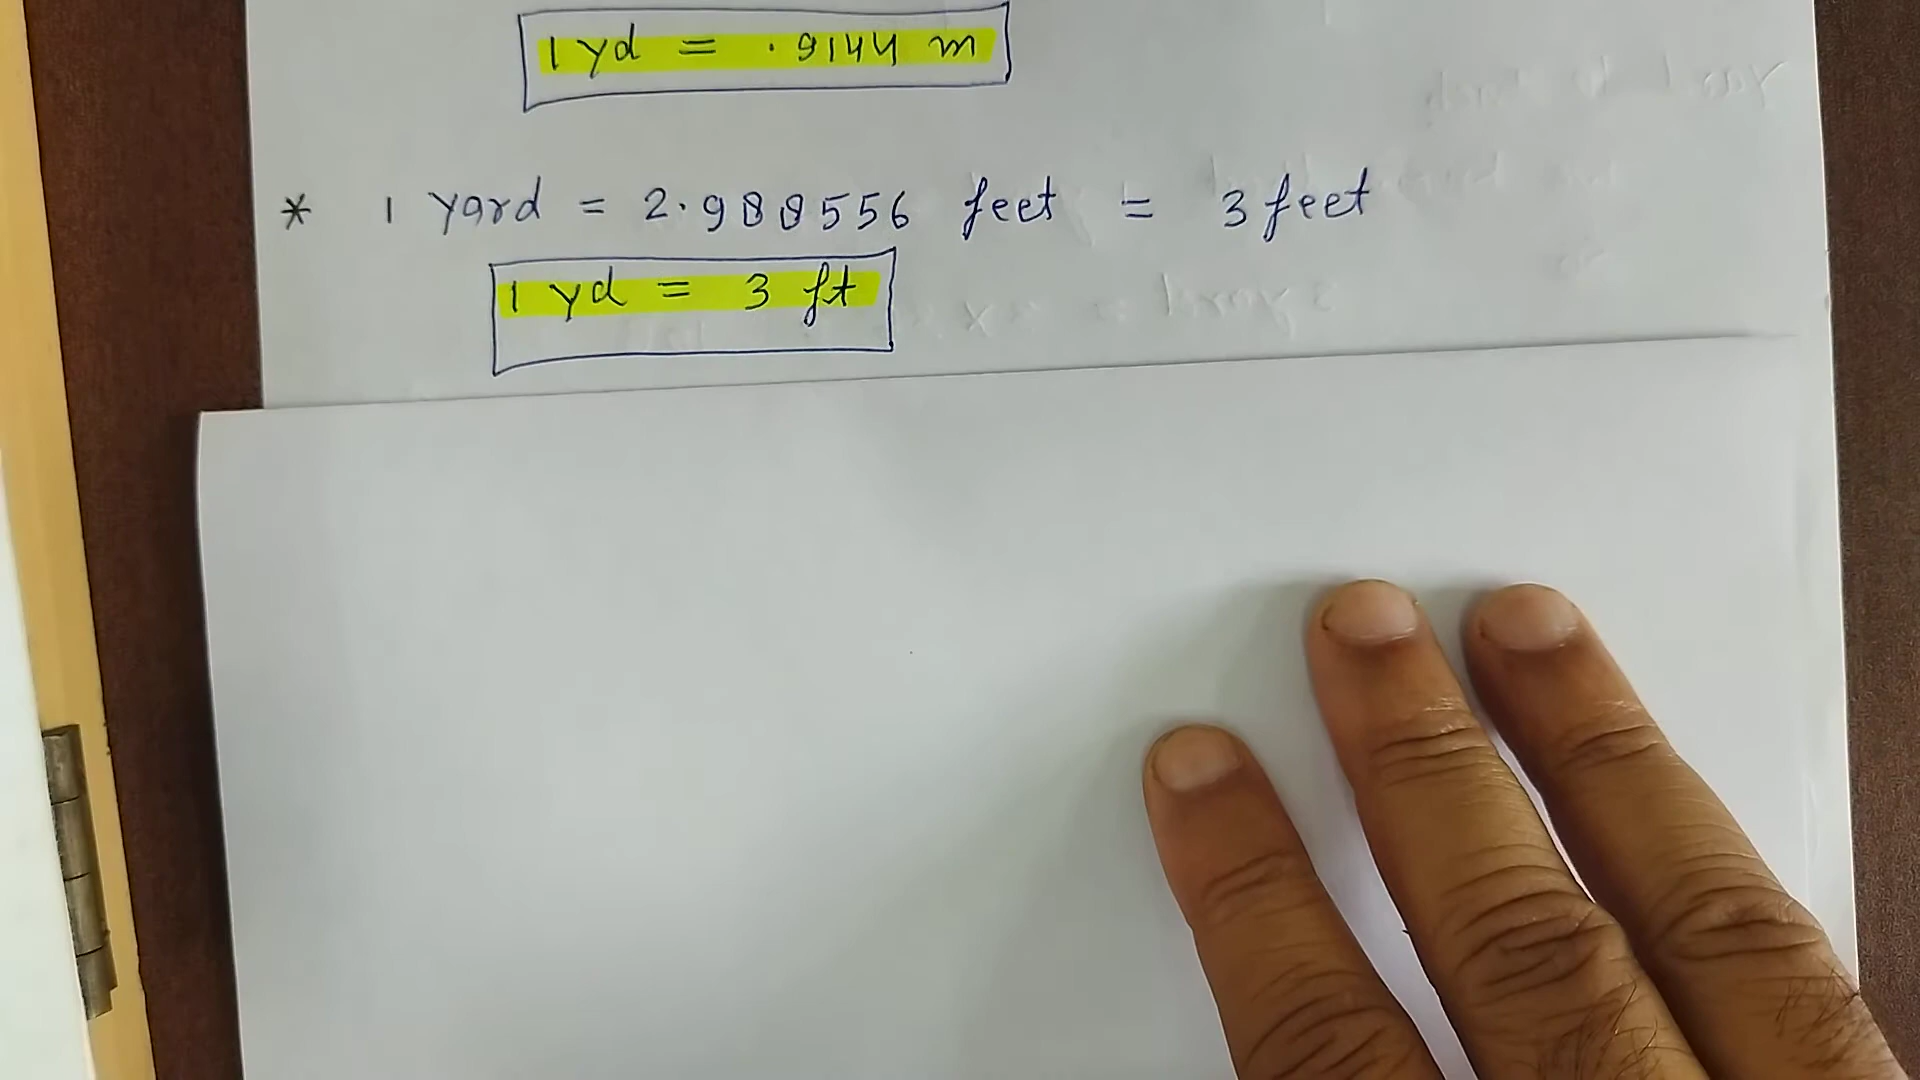 1 yd = .9144 m
* 1 yard = 2.988556 feet = 3 feet
1 yd = 3 ft